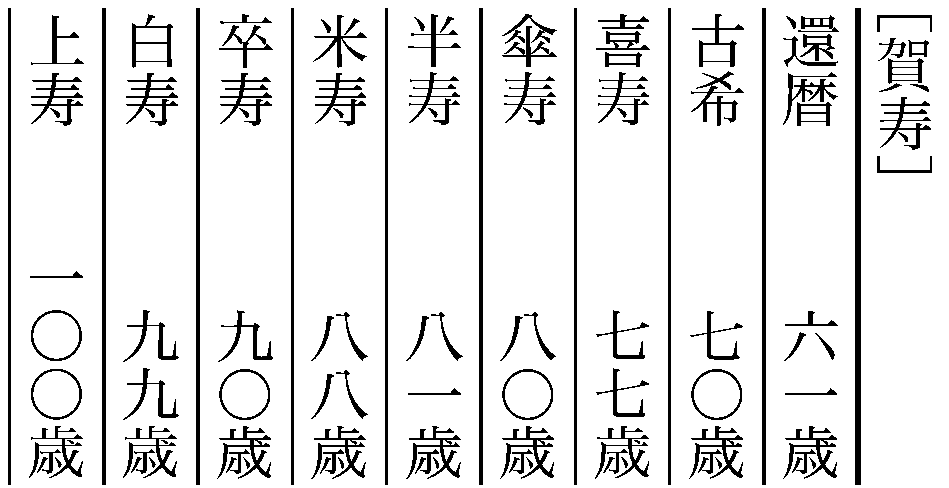 ［賀寿］
還暦　六一歳
古希　七〇歳
喜寿　七七歳
傘寿　八〇歳
半寿　八一歳
米寿　八八歳
卒寿　九〇歳
白寿　九九歳
上寿　一〇〇歳